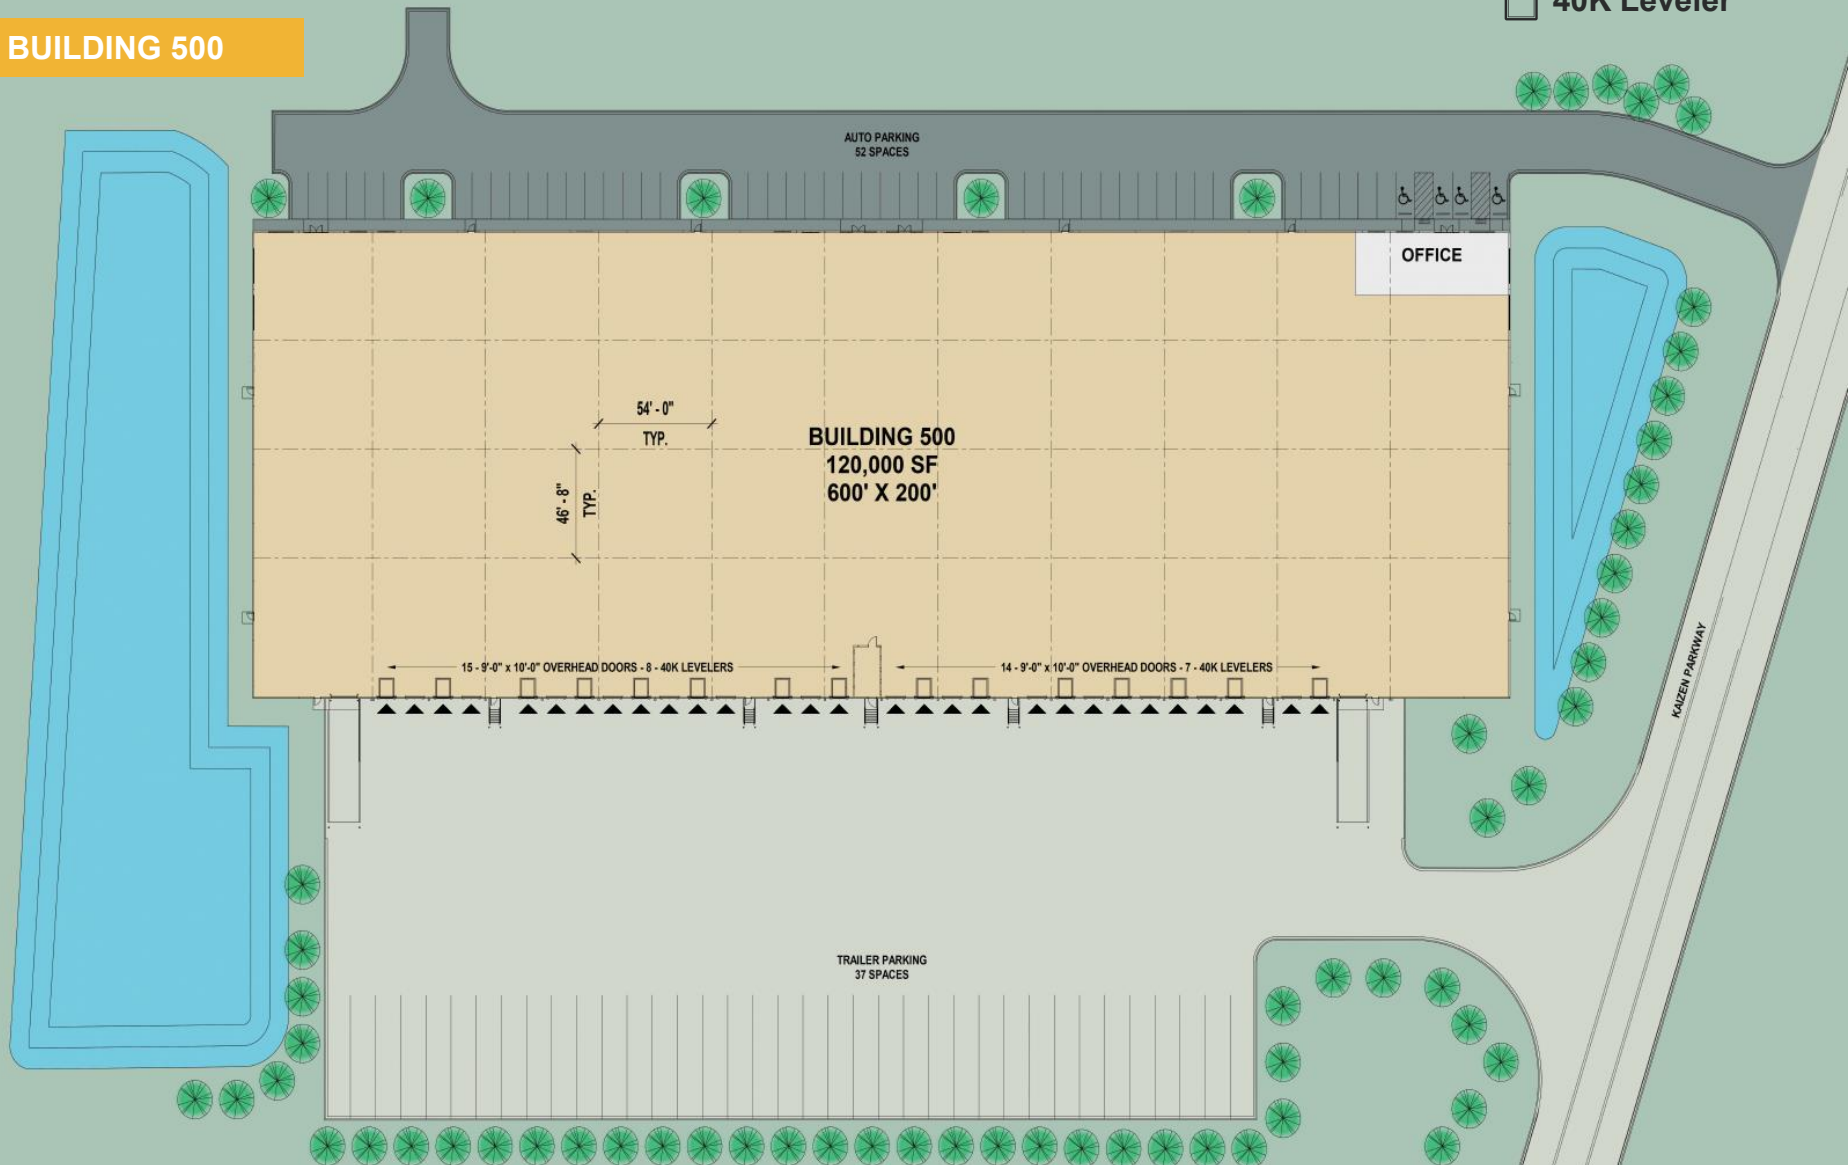 40K Leveler
BUILDING 500
AUTO PARKING
52 SPACES
OFFICE
54' - 0"
TYP.
46' - 8"
TYP.
BUILDING 500
120,000 SF
600' X 200'
15 - 9'-0" x 10'-0" OVERHEAD DOORS - 8 - 40K LEVELERS
14 - 9'-0" x 10'-0" OVERHEAD DOORS - 7 - 40K LEVELERS
KAIZEN PARKWAY
TRAILER PARKING
37 SPACES